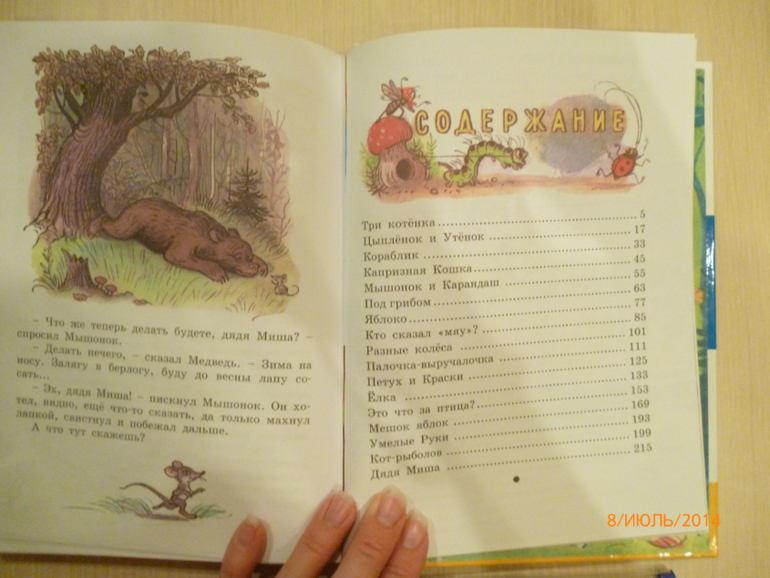 – Что же теперь делать будете, дядя Миша? –
спросил Мышонок.
– Делать нечего, – сказал Медведь. – Зима на
носу. Залягу в берлогу, буду до весны лапу со-
сать...
– Эх, дядя Миша! – пискнул Мышонок. Он хо-
тел, видно, ещё что-то сказать, да только махнул
лапкой, свистнул и побежал дальше.
А что тут скажешь?
СОДЕРЖАНИЕ
Три котёнка 5
Цыплёнок и Утёнок 17
Кораблик 33
Капризная Кошка 45
Мышонок и Карандаш 55
Под грибом 63
Яблоко 77
Кто сказал «мяу»? 85
Разные колёса 101
Палочка-выручалочка 111
Петух и Краски 125
Ёлка 133
Это что за птица? 153
Мешок яблок 169
Умелые Руки 193
Кот-рыболов 199
Дядя Миша 215
8/ИЮЛЬ/2014